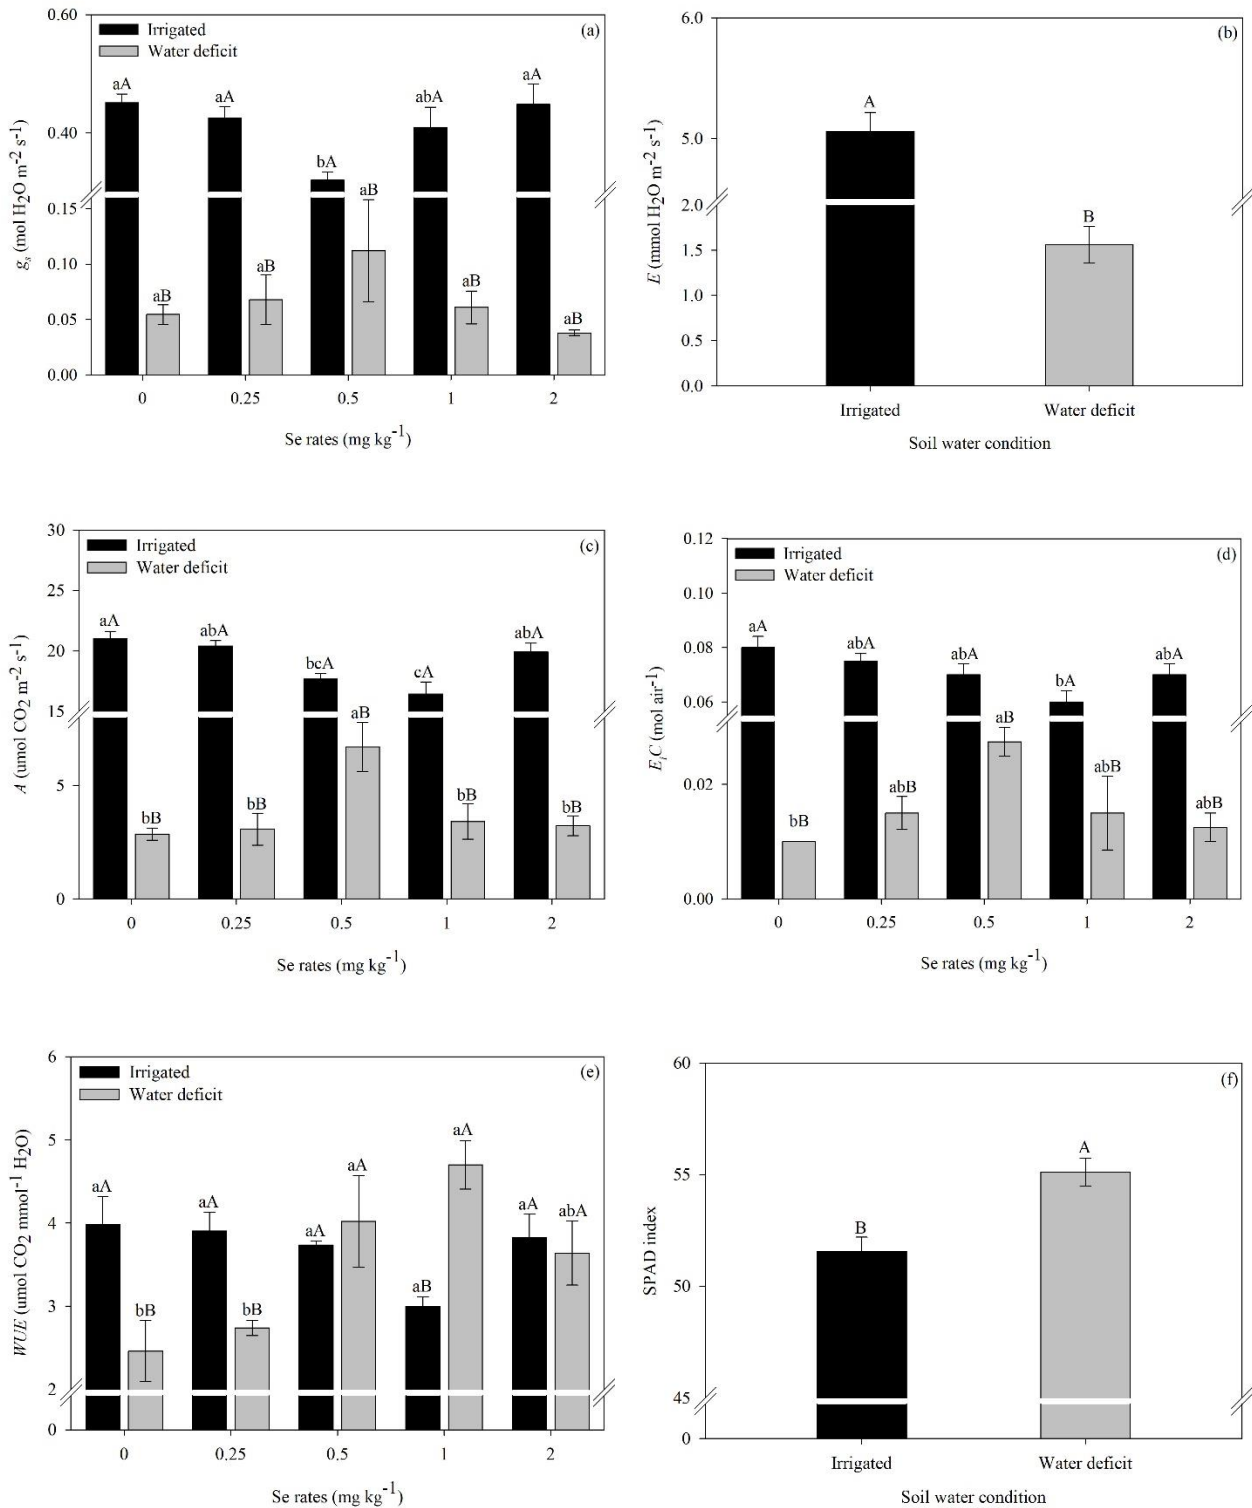 (a)
Irrigated
Water deficit
0.60
0.40
0.15
0.10
0.05
0.00
gs (mol H2O m-2 s-1)
aA
aB
aA
aB
bA
aB
abA
aB
aA
aB
0
0.25
0.5
1
2
Se rates (mg kg-1)
(b)
6.0
5.0
2.0
1.5
1.0
0.5
0.0
E (mmol H2O m-2 s-1)
A
B
Irrigated
Water deficit
Soil water condition
(c)
Irrigated
Water deficit
30
25
20
15
5
0
A (umol CO2 m-2 s-1)
aA
bB
abA
bB
bcA
aB
cA
bB
abA
bB
0
0.25
0.5
1
2
Se rates (mg kg-1)
(d)
Irrigated
Water deficit
0.12
0.10
0.08
0.06
0.02
0.00
EiC (mol air-1)
aA
bB
abA
abB
abA
aB
bA
abB
abA
abB
0
0.25
0.5
1
2
Se rates (mg kg-1)
(e)
Irrigated
Water deficit
6
5
4
3
2
0
WUE (umol CO2 mmol-1 H2O)
aA
bB
aA
bB
aA
aA
aB
aA
aA
abA
0
0.25
0.5
1
2
Se rates (mg kg-1)
(f)
60
55
50
45
0
SPAD index
B
A
Irrigated
Water deficit
Soil water condition